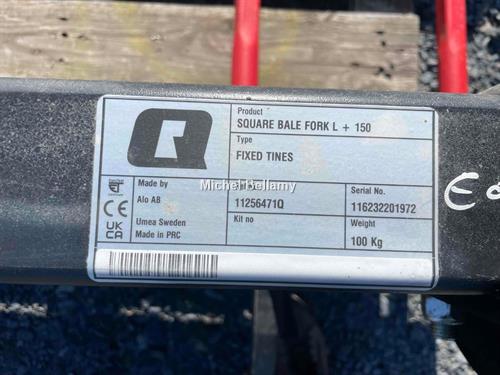 Product
SQUARE BALE FORK L + 150
Type
FIXED TINES
Made by
Alo AB
11256471Q
Serial No.
116232201972
Umea Sweden
Made in PRC
Kit no
Weight
100 Kg
CE
UK
CA
Michel Bellamy